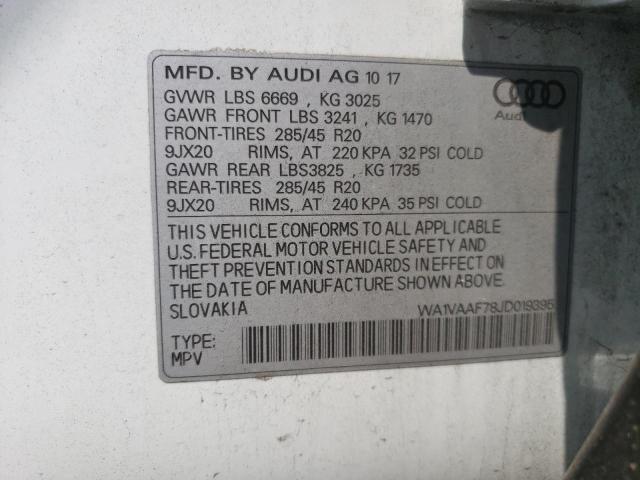 MFD. BY AUDI AG 10 17
GVWR LBS 6669 , KG 3025
GAWR FRONT LBS 3241 , KG 1470
FRONT-TIRES 285/45 R20
9JX20 RIMS, AT 220 KPA 32 PSI COLD
GAWR REAR LBS3825 , KG 1735
REAR-TIRES 285/45 R20
9JX20 RIMS, AT 240 KPA 35 PSI COLD
Audi
THIS VEHICLE CONFORMS TO ALL APPLICABLE
U.S. FEDERAL MOTOR VEHICLE SAFETY AND
THEFT PREVENTION STANDARDS IN EFFECT ON
THE DATE OF MANUFACTURE SHOWN ABOVE.
SLOVAKIA
WA1VAAF78JD019395
TYPE:
MPV